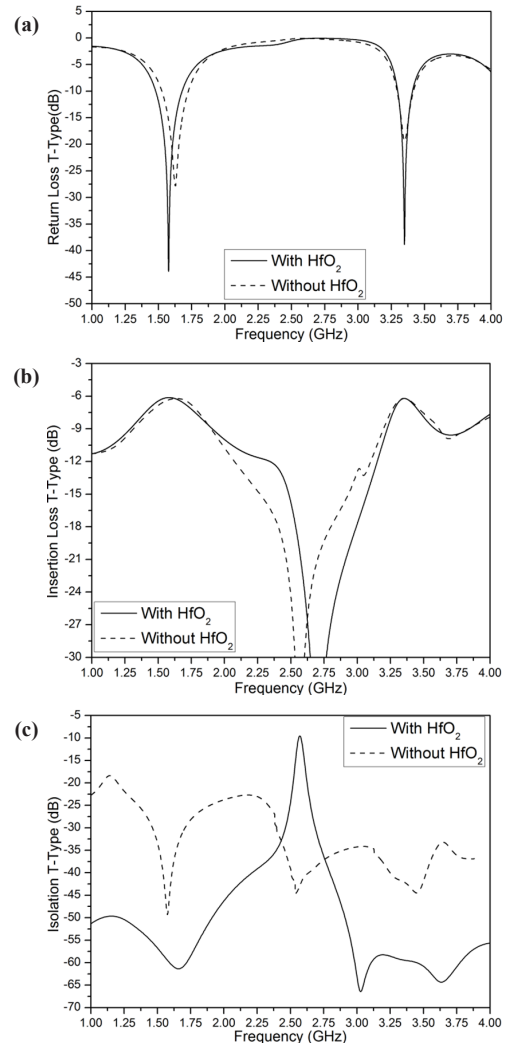 (a)
Return Loss T-Type(dB)
5
0
-5
-10
-15
-20
-25
-30
-35
-40
-45
-50
With HfO₂
Without HfO₂
1.00 1.25 1.50 1.75 2.00 2.25 2.50 2.75 3.00 3.25 3.50 3.75 4.00
Frequency (GHz)
(b)
Insertion Loss T-Type (dB)
-3
-6
-9
-12
-15
-18
-21
-24
-27
-30
With HfO₂
Without HfO₂
1.00 1.25 1.50 1.75 2.00 2.25 2.50 2.75 3.00 3.25 3.50 3.75 4.00
Frequency (GHz)
(c)
Isolation T-Type (dB)
-5
-10
-15
-20
-25
-30
-35
-40
-45
-50
-55
-60
-65
-70
With HfO₂
Without HfO₂
1.00 1.25 1.50 1.75 2.00 2.25 2.50 2.75 3.00 3.25 3.50 3.75 4.00
Frequency (GHz)